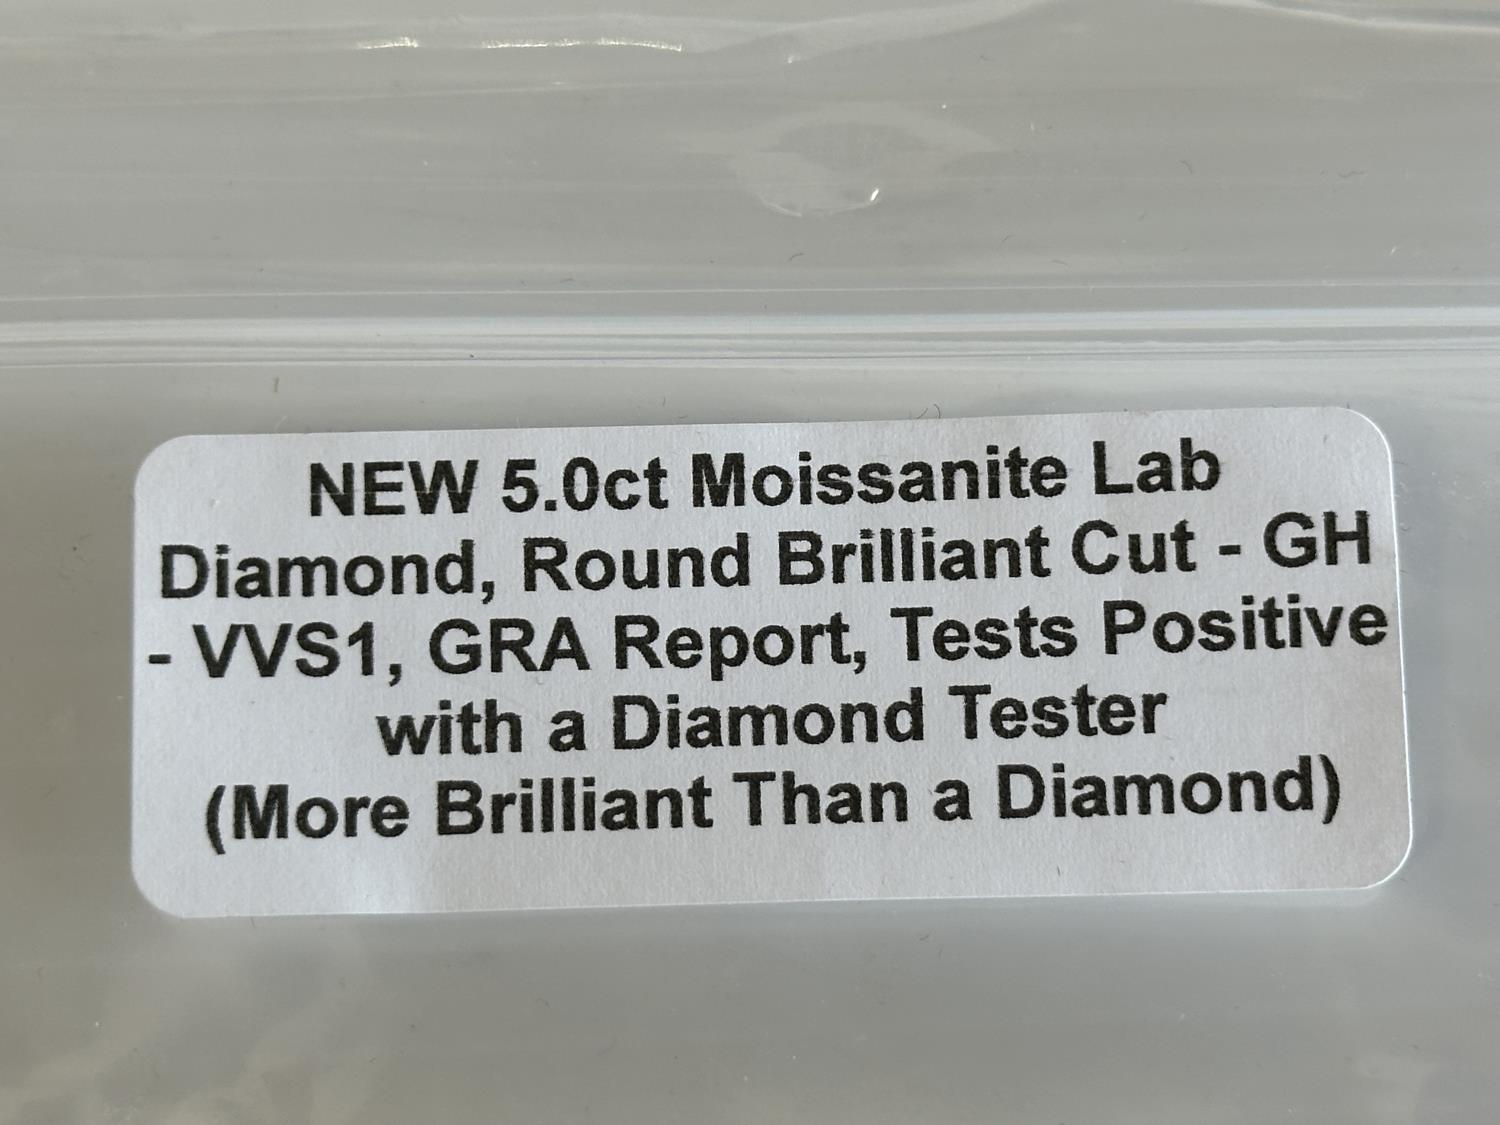 NEW 5.0ct Moissanite Lab
Diamond, Round Brilliant Cut - GH
- VVS1, GRA Report, Tests Positive
with a Diamond Tester
(More Brilliant Than a Diamond)